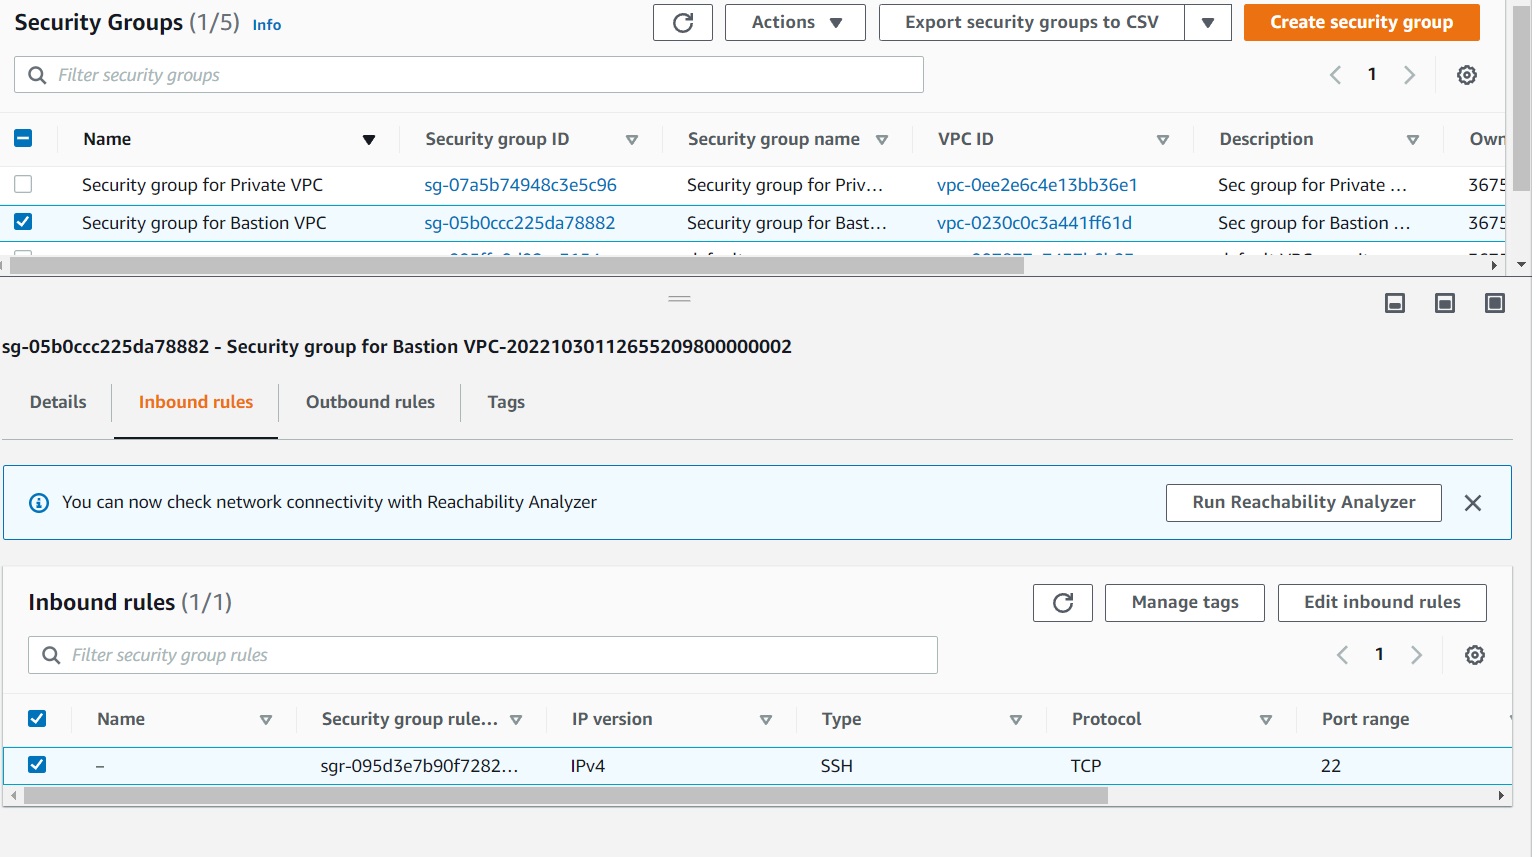 Security Groups (1/5) Info
Actions
Export security groups to CSV
Create security group
Filter security groups
1
Name Security group ID Security group name VPC ID Description Own
Security group for Private VPC sg-07a5b74948c3e5c96 Security group for Priv... vpc-0ee2e6c4e13bb36e1 Sec group for Private ... 3675
Security group for Bastion VPC sg-05b0ccc225da78882 Security group for Bast... vpc-0230c0c3a441ff61d Sec group for Bastion ... 3675
sg-05b0ccc225da78882 - Security group for Bastion VPC-20221030112655209800000002
Details Inbound rules Outbound rules Tags
You can now check network connectivity with Reachability Analyzer
Run Reachability Analyzer
Inbound rules (1/1)
Manage tags
Edit inbound rules
Filter security group rules
1
Name Security group rule... IP version Type Protocol Port range
– sgr-095d3e7b90f7282... IPv4 SSH TCP 22